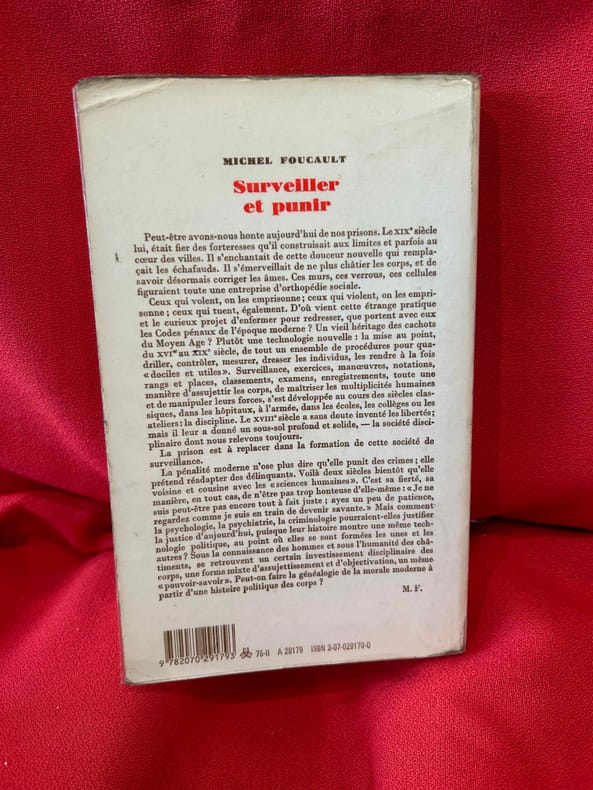 MICHEL FOUCAULT
Surveiller
et punir
Peut-être avons-nous honte aujourd'hui de nos prisons. Le XIXe siècle
lui, était fier des forteresses qu'il construisait aux limites et parfois au
cœur des villes. Il s'enchantait de cette douceur nouvelle qui rempla-
çait les échafauds. Il s'émerveillait de ne plus châtier les corps, et de
savoir désormais corriger les âmes. Ces murs, ces verrous, ces cellules
figuraient toute une entreprise d'orthopédie sociale.
Ceux qui volent, on les emprisonne ; ceux qui violent, on les empri-
sonne ; ceux qui tuent, également. D'où vient cette étrange pratique
et le curieux projet d'enfermer pour redresser, que portent avec eux
les Codes pénaux de l'époque moderne ? Un vieil héritage des cachots
du Moyen Age ? Plutôt une technologie nouvelle : la mise au point,
du XVIe au XIXe siècle, de tout un ensemble de procédures pour qua-
driller, contrôler, mesurer, dresser les individus, les rendre à la fois
« dociles et utiles ». Surveillance, exercices, manœuvres, notations,
rangs et places, classements, examens, enregistrements, toute une
manière d'assujettir les corps, de maîtriser les multiplicités humaines
et de manipuler leurs forces, s'est développée au cours des siècles clas-
siques, dans les hôpitaux, à l'armée, dans les écoles, les collèges ou les
ateliers : la discipline. Le XVIIIe siècle a sans doute inventé les libertés ;
mais il leur a donné un sous-sol profond et solide, — la société disci-
plinaire dont nous relevons toujours.
La prison est à replacer dans la formation de cette société de
surveillance.
La pénalité moderne n'ose plus dire qu'elle punit des crimes ; elle
prétend réadapter des délinquants. Voilà deux siècles bientôt qu'elle
voisine et cousine avec les « sciences humaines ». C'est sa fierté, sa
manière, en tout cas, de n'être pas trop honteuse d'elle-même : « Je ne
suis peut-être pas encore tout à fait juste ; ayez un peu de patience,
regardez comme je suis en train de devenir savante. » Mais comment
la psychologie, la psychiatrie, la criminologie pourraient-elles justifier
la justice d'aujourd'hui, puisque leur histoire montre une même tech-
nologie politique, au point où elles se sont formées les unes et les
autres ? Sous la connaissance des hommes et sous l'humanité des châ-
timents, se retrouvent un certain investissement disciplinaire des
corps, une forme mixte d'assujettissement et d'objectivation, un même
« pouvoir-savoir ». Peut-on faire la généalogie de la morale moderne à
partir d'une histoire politique des corps ?
M. F.
9 782070 291793
75-II A 29179 ISBN 2-07-029179-0